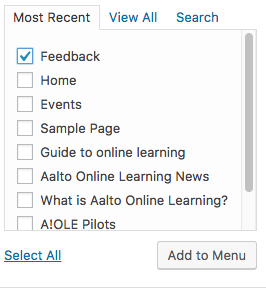 Most Recent View All Search
Feedback
Home
Events
Sample Page
Guide to online learning
Aalto Online Learning News
What is Aalto Online Learning?
A!OLE Pilots
Select All Add to Menu